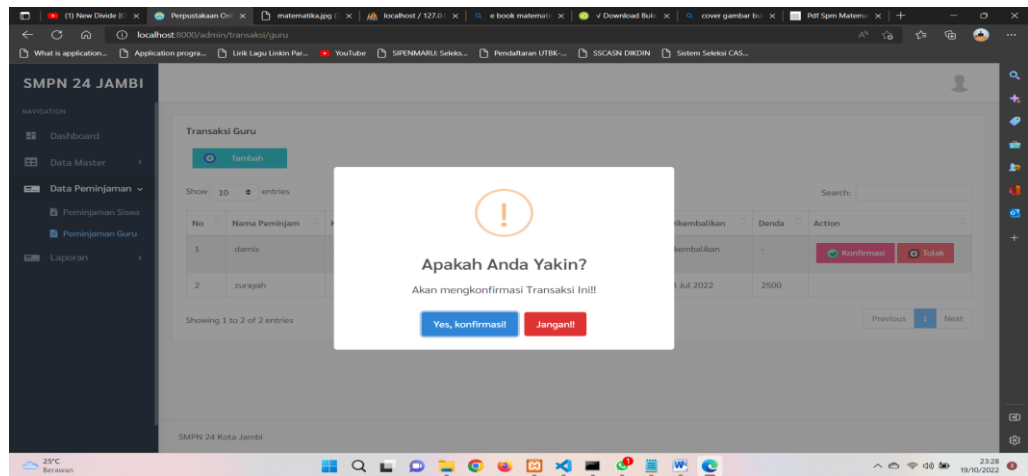 (1) New Divide [O
Perpustakaan Onl
matematika.jpg (
localhost / 127.0.
e book matemati
√ Download Buku
cover gambar bu
Pdf Spm Matema
localhost:8000/admin/transaksi/guru
What is application...
Application progra...
Lirik Lagu Linkin Par...
YouTube
SIPENMARU: Seleks...
Pendaftaran UTBK-...
SSCASN DIKDIN
Sistem Seleksi CAS...
SMPN 24 JAMBI
NAVIGATION
Dashboard
Data Master
Data Peminjaman
Peminjaman Siswa
Peminjaman Guru
Laporan
Transaksi Guru
Tambah
Show 10 entries
Search:
No Nama Peminjam Dikembalikan Denda Action
1 damis kembalikan - Konfirmasi Tolak
2 zurayah Jul 2022 2500
Showing 1 to 2 of 2 entries
Previous 1 Next
!
Apakah Anda Yakin?
Akan mengkonfirmasi Transaksi Ini!!
Yes, konfirmasi!
Jangan!!
SMPN 24 Kota Jambi
25°C
Berawan
23:28
19/10/2022